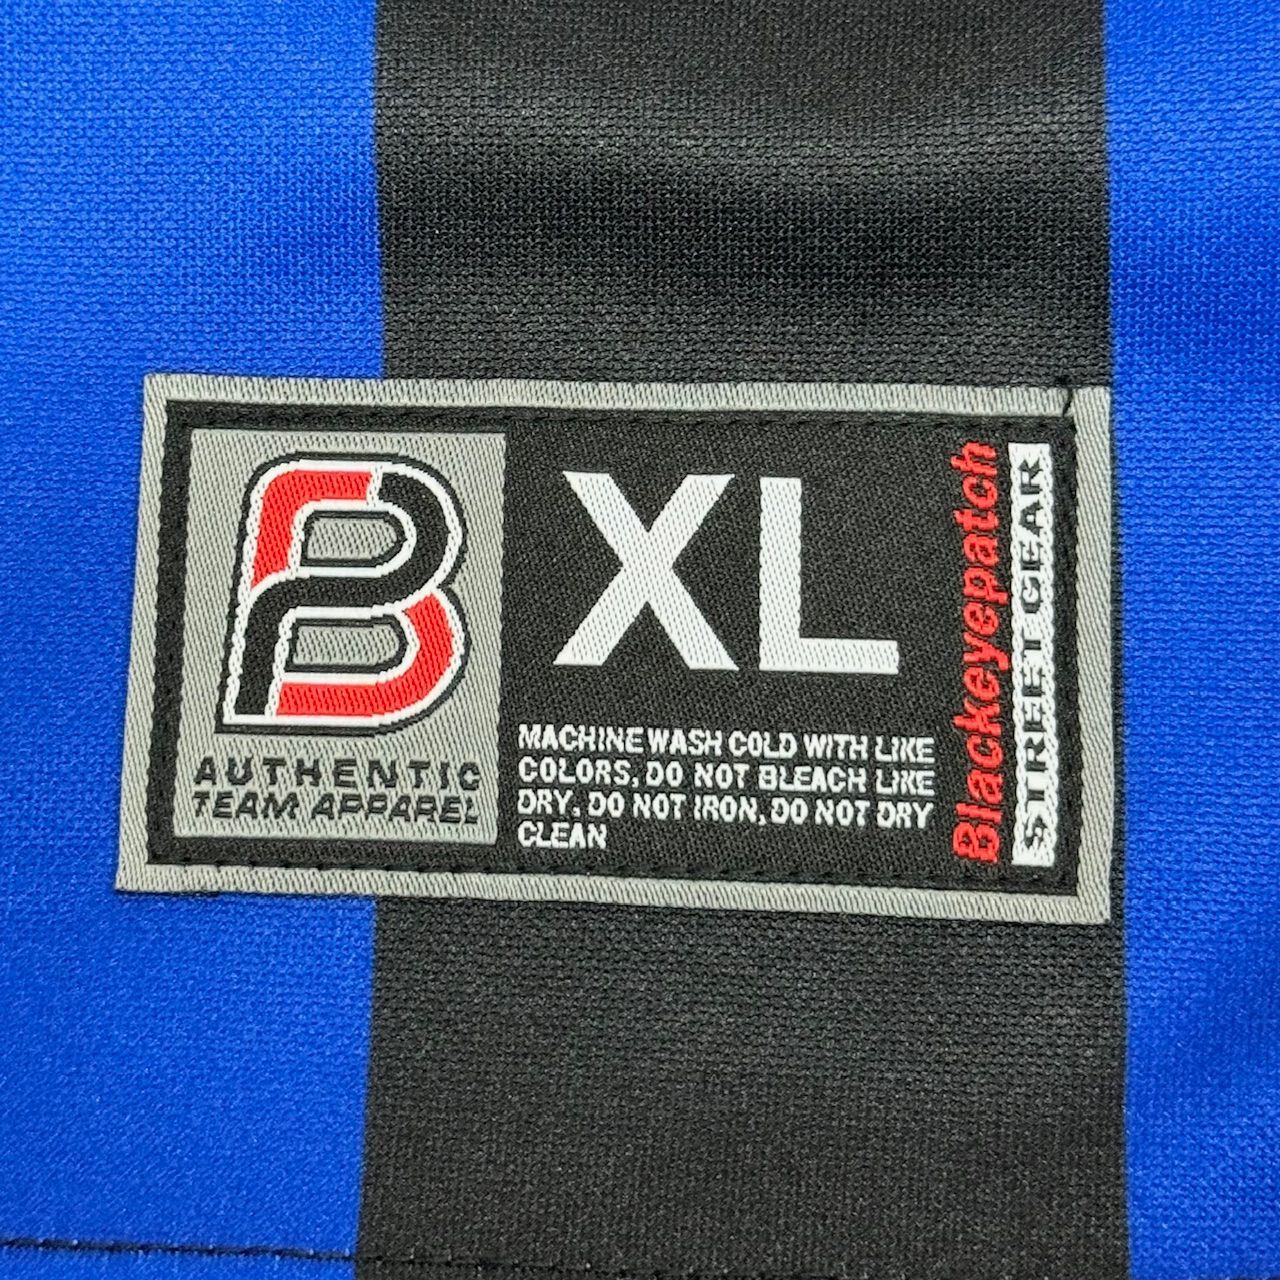 AUTHENTIC
TEAM APPAREL
XL
MACHINE WASH COLD WITH LIKE
COLORS, DO NOT BLEACH LIKE
DRY, DO NOT IRON, DO NOT DRY
CLEAN
Blackeyepatch
STREET GEAR